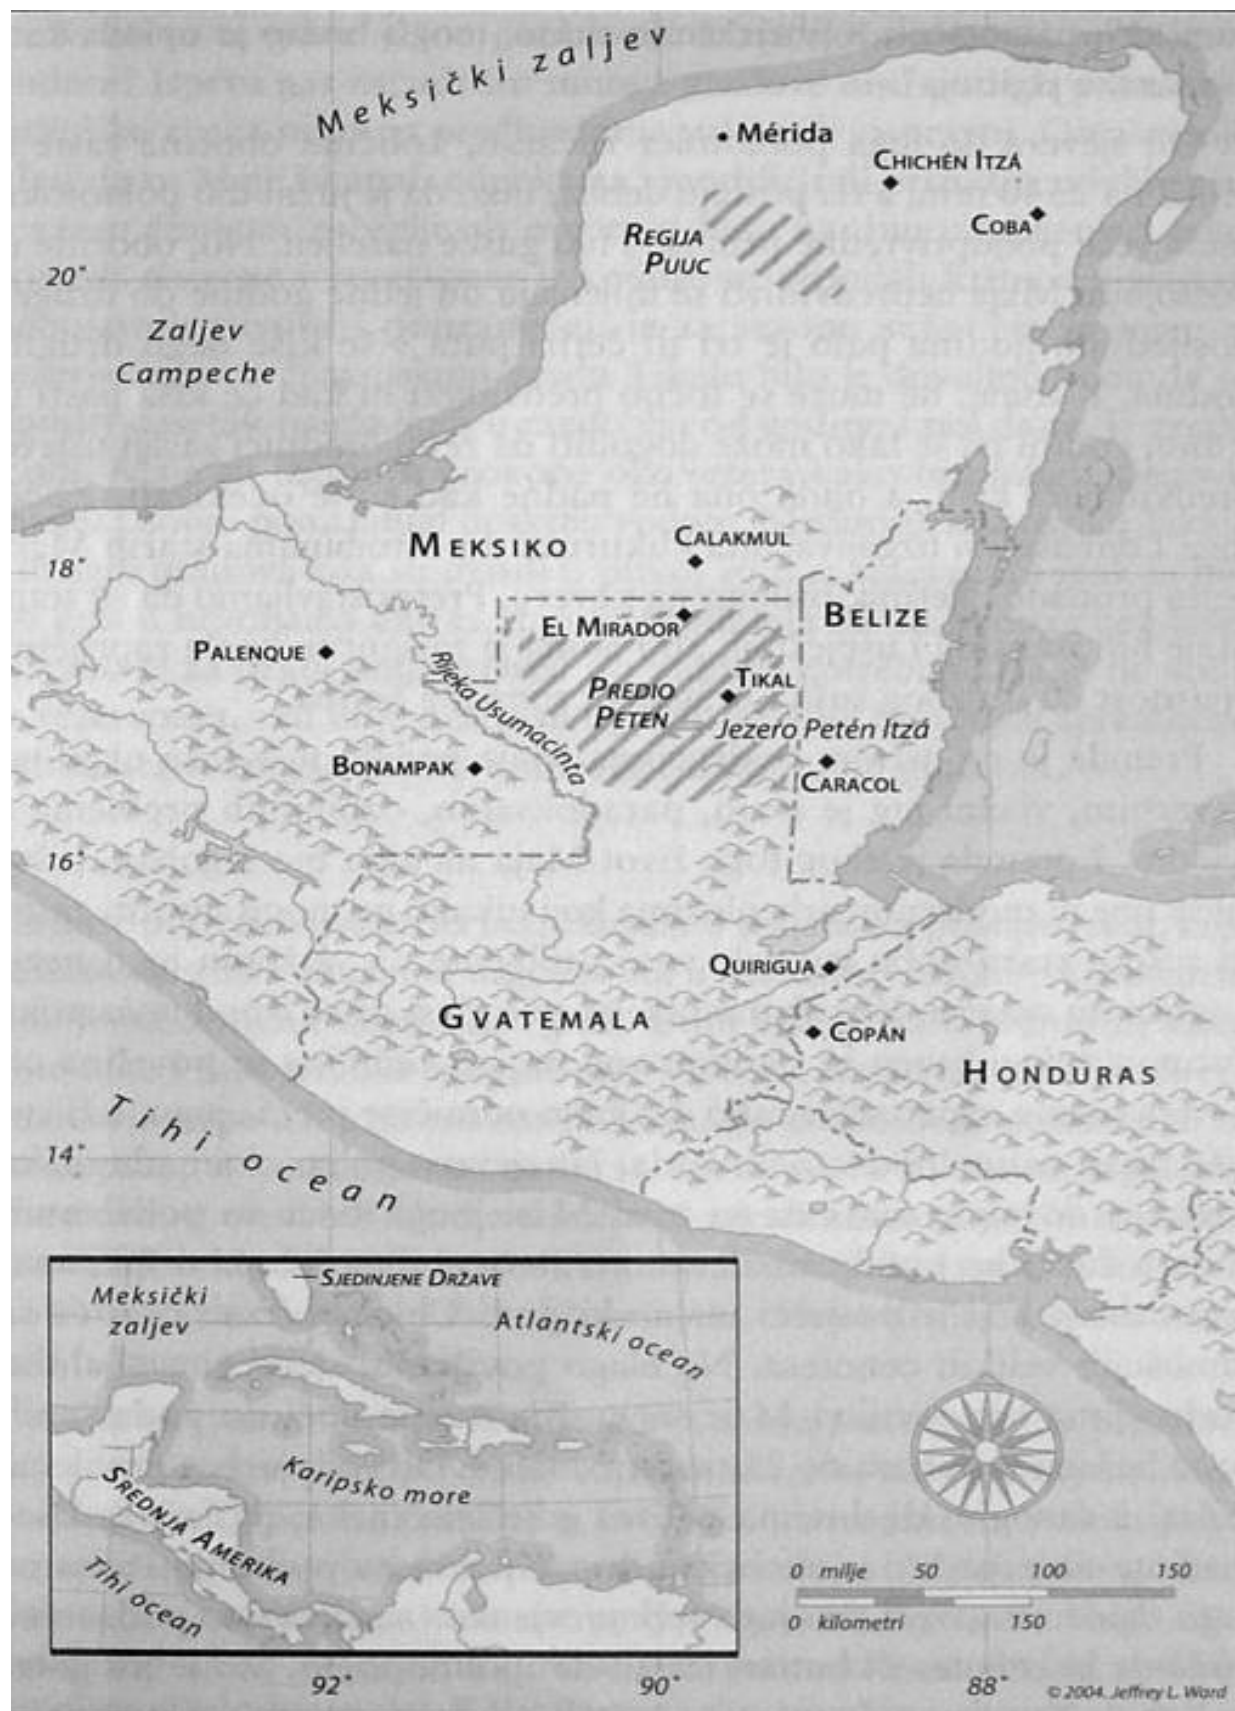 Meksički zaljev
Mérida
CHICHÉN ITZÁ
COBA
REGIJA
PUUC
20°
Zaljev
Campeche
MEKSIKO
CALAKMUL
18°
BELIZE
EL MIRADOR
PALENQUE
Rijeka Usumacinta
TIKAL
PREDIO
PETEN
Jezero Petén Itzá
BONAMPAK
CARACOL
16°
QUIRIGUA
GVATEMALA
COPÁN
HONDURAS
Tihi ocean
14°
SJEDINJENE DRŽAVE
Meksički
zaljev
Atlantski ocean
Karipsko more
SREDNJA AMERIKA
Tihi ocean
0 milje 50 100 150
0 kilometri 150
92° 90° 88°
© 2004. Jeffrey L. Ward